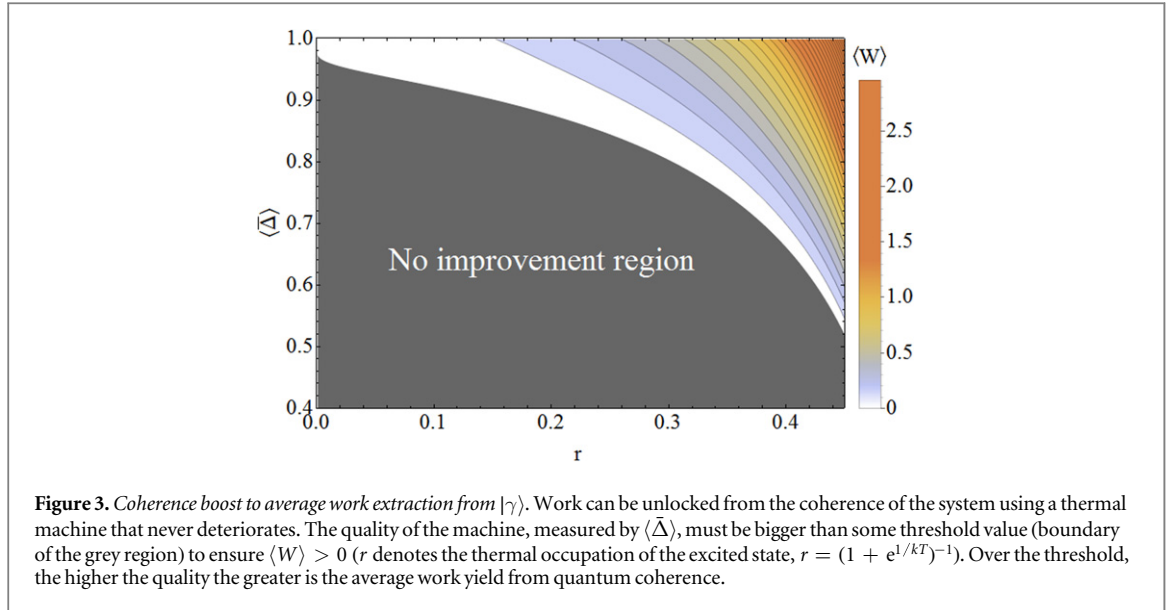 1.0
0.9
0.8
0.7
0.6
0.5
0.4
⟨Δ̄⟩
No improvement region
0.0 0.1 0.2 0.3 0.4
r
⟨W⟩
2.5
2.0
1.5
1.0
0.5
0
Figure 3. Coherence boost to average work extraction from |γ⟩. Work can be unlocked from the coherence of the system using a thermal
machine that never deteriorates. The quality of the machine, measured by ⟨Δ̄⟩, must be bigger than some threshold value (boundary
of the grey region) to ensure ⟨W⟩ > 0 (r denotes the thermal occupation of the excited state, r = (1 + e^{1/kT})^{−1}). Over the threshold,
the higher the quality the greater is the average work yield from quantum coherence.